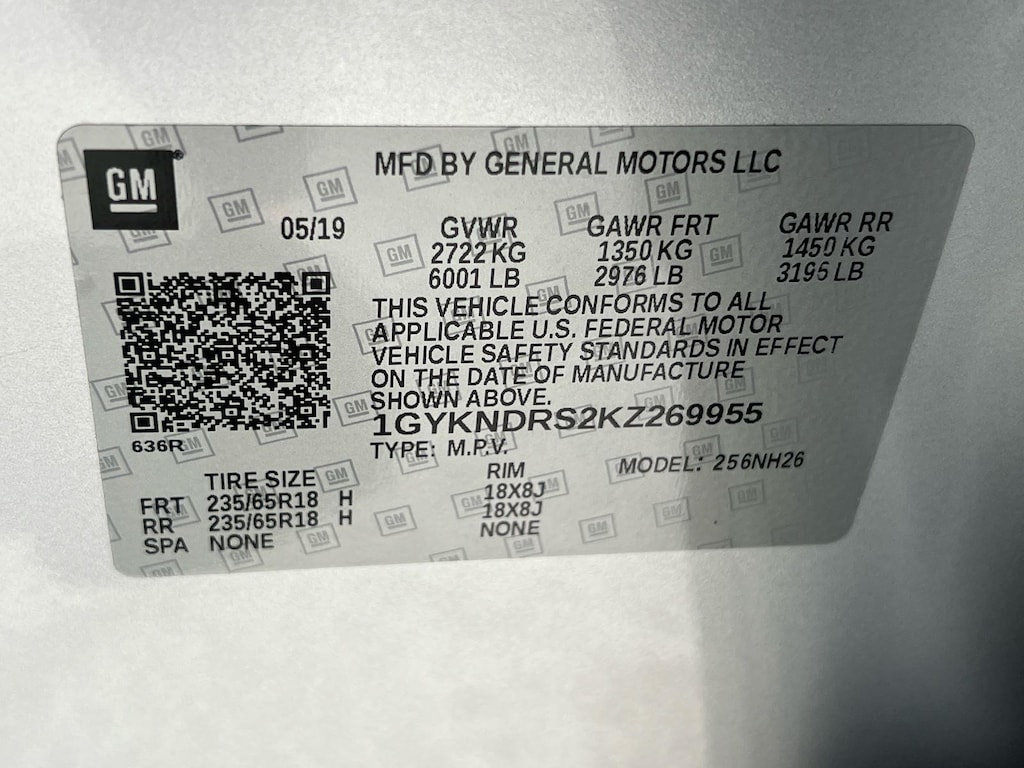 GM
MFD BY GENERAL MOTORS LLC
05/19
GVWR GAWR FRT GAWR RR
2722 KG 1350 KG 1450 KG
6001 LB 2976 LB 3195 LB
THIS VEHICLE CONFORMS TO ALL
APPLICABLE U.S. FEDERAL MOTOR
VEHICLE SAFETY STANDARDS IN EFFECT
ON THE DATE OF MANUFACTURE
SHOWN ABOVE.
1GYKNDRS2KZ269955
636R
TYPE: M.P.V. MODEL: 256NH26
TIRE SIZE RIM
FRT 235/65R18 H 18X8J
RR 235/65R18 H 18X8J
SPA NONE NONE